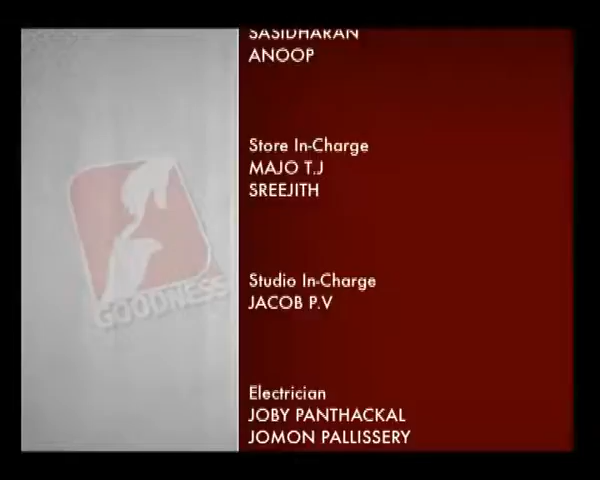 SASIDHARAN
ANOOP
Store In-Charge
MAJO T.J
SREEJITH
Studio In-Charge
JACOB P.V
Electrician
JOBY PANTHACKAL
JOMON PALLISSERY
GOODNESS